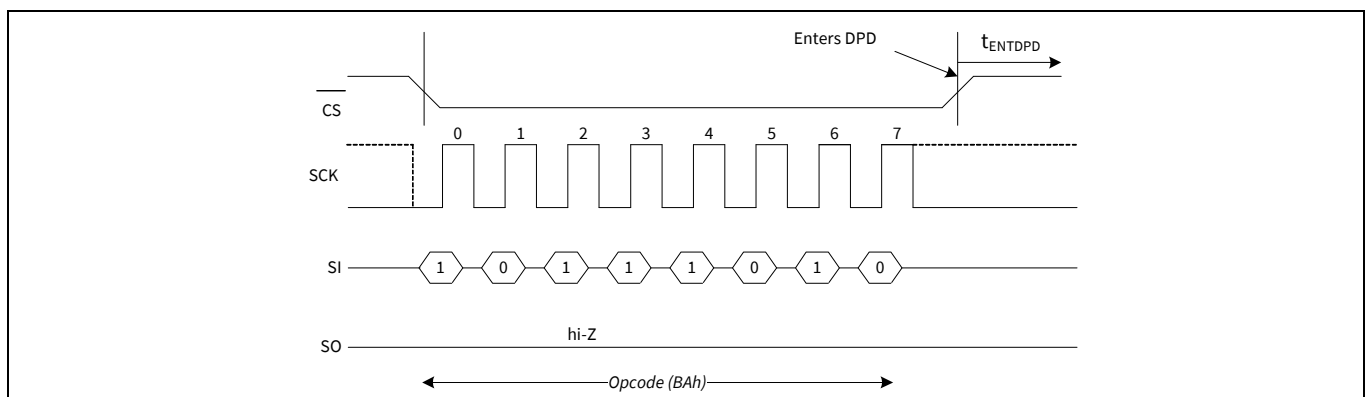 Enters DPD
tENTDPD
CS
0 1 2 3 4 5 6 7
SCK
SI 1 0 1 1 1 0 1 0
hi-Z
SO
Opcode (BAh)